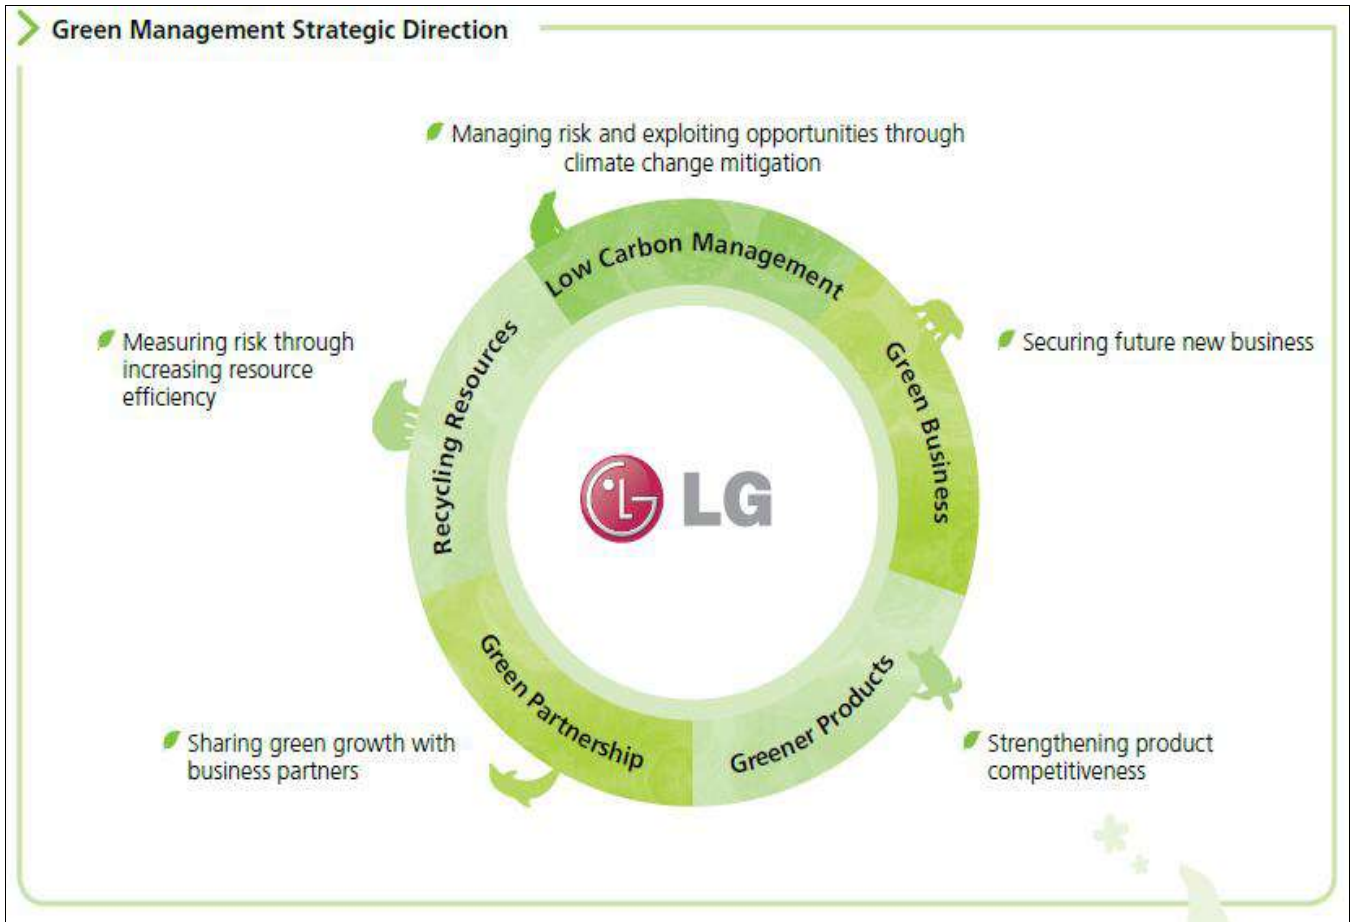 Green Management Strategic Direction
Managing risk and exploiting opportunities through
climate change mitigation
Low Carbon Management
Green Business
Securing future new business
Greener Products
Strengthening product
competitiveness
Green Partnership
Sharing green growth with
business partners
Recycling Resources
Measuring risk through
increasing resource
efficiency
LG